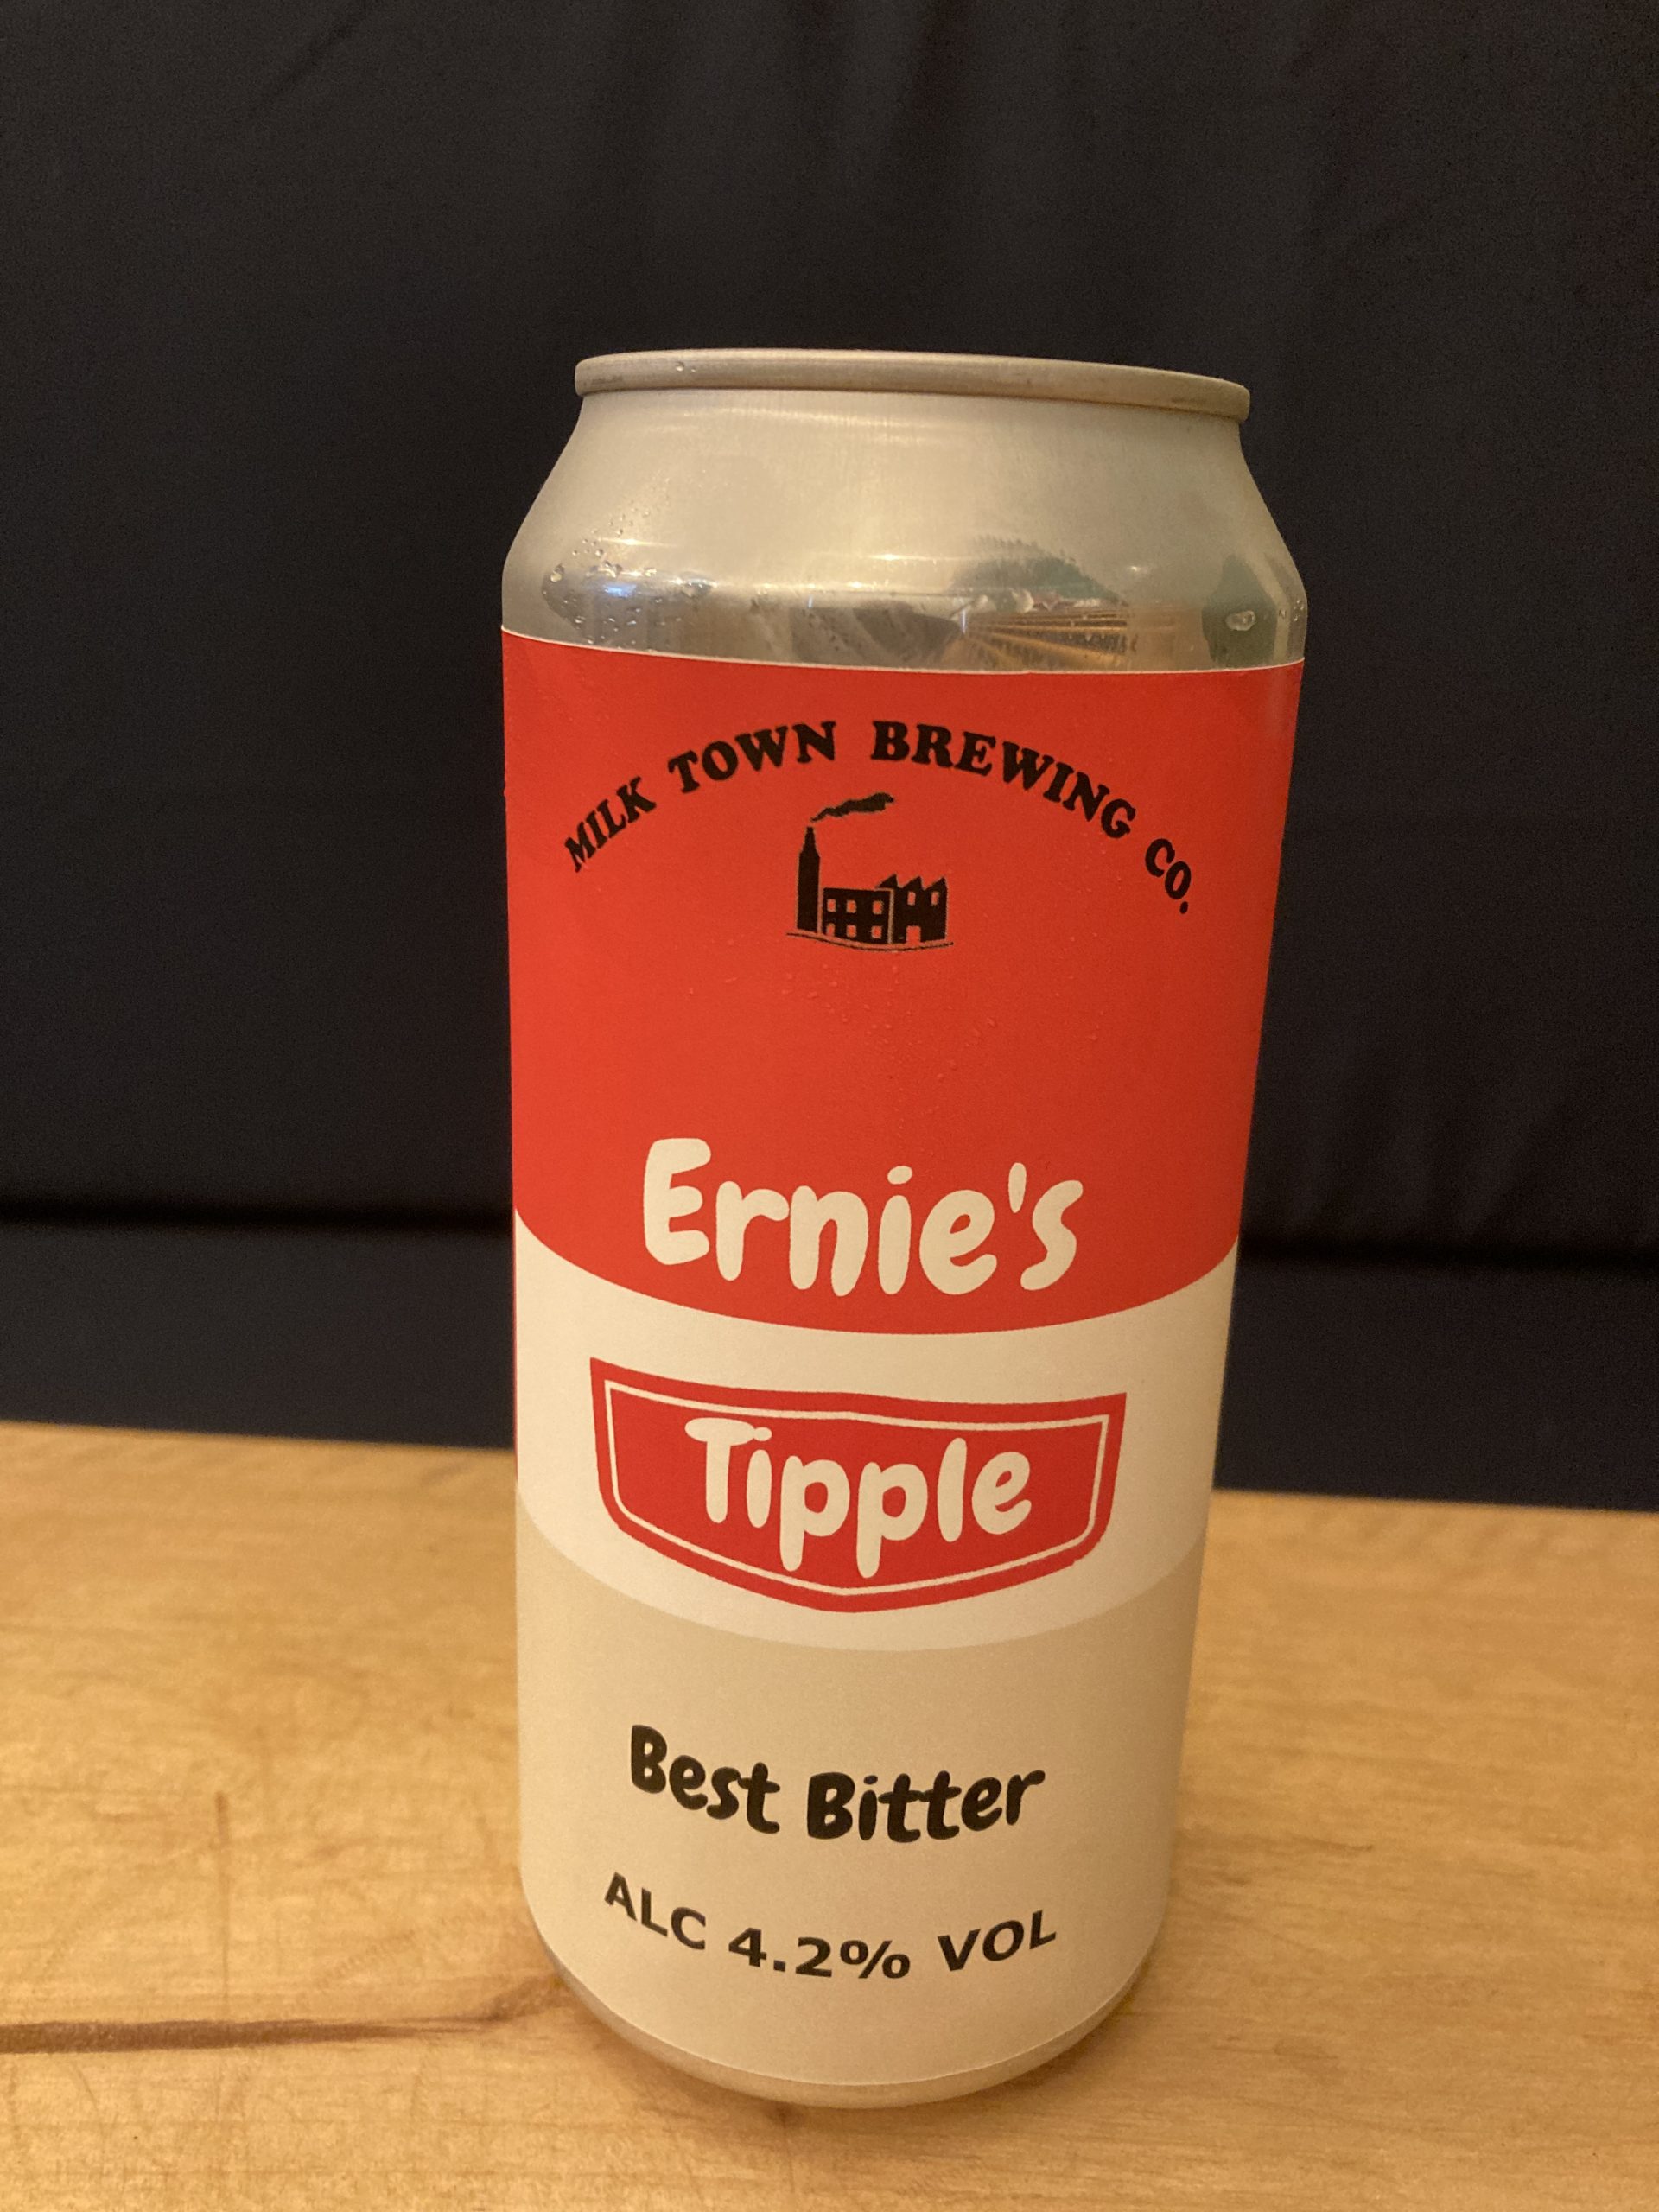 MILK TOWN BREWING CO.
Ernie's
Tipple
Best Bitter
ALC 4.2% VOL